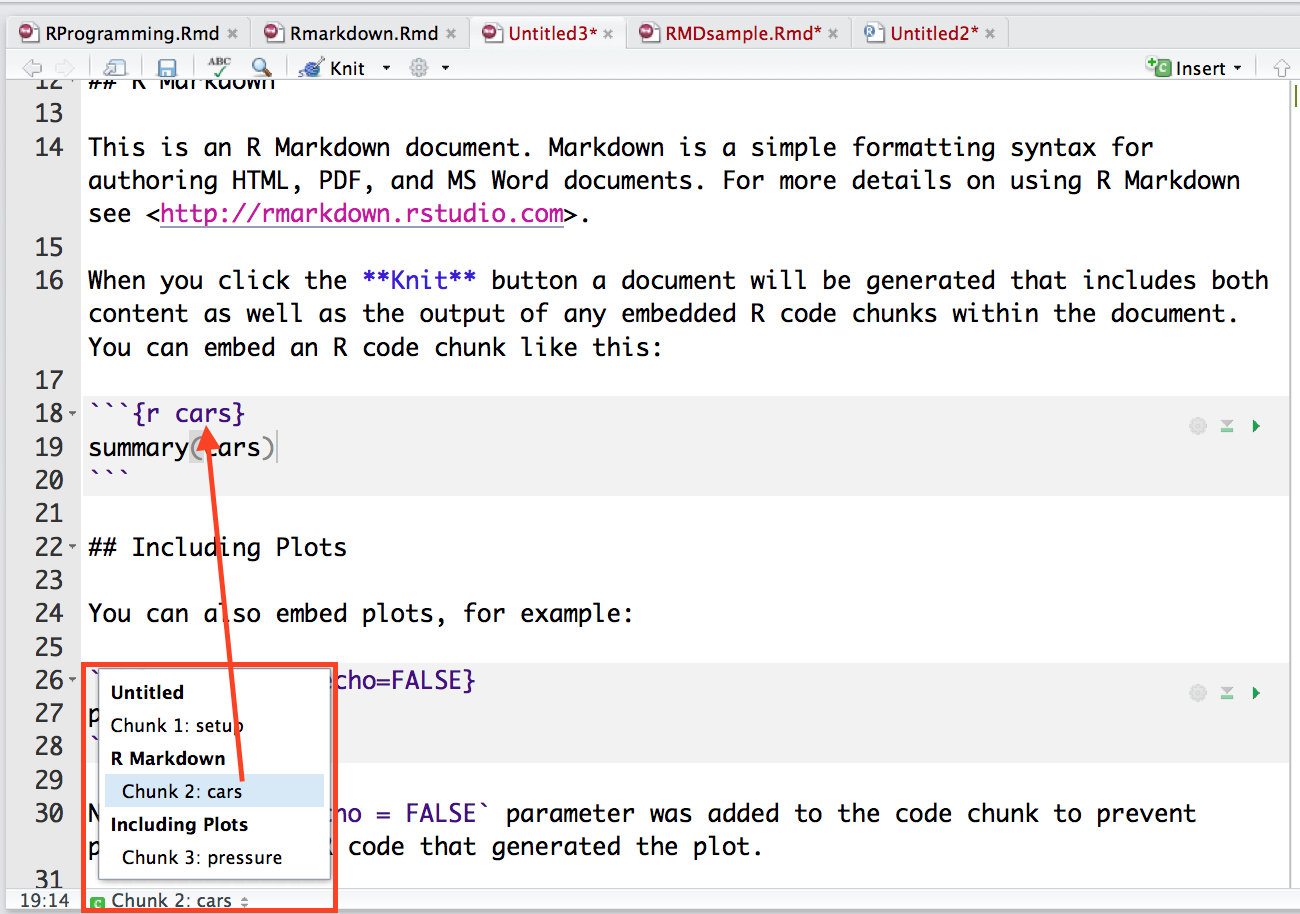 RProgramming.Rmd × Rmarkdown.Rmd × Untitled3* × RMDsample.Rmd* × Untitled2* ×
ABC Knit Insert
12 ## R Markdown
13
14 This is an R Markdown document. Markdown is a simple formatting syntax for
authoring HTML, PDF, and MS Word documents. For more details on using R Markdown
see <http://rmarkdown.rstudio.com>.
15
16 When you click the **Knit** button a document will be generated that includes both
content as well as the output of any embedded R code chunks within the document.
You can embed an R code chunk like this:
17
18 ```{r cars}
19 summary(cars)
20 ```
21
22 ## Including Plots
23
24 You can also embed plots, for example:
25
26 ` echo=FALSE}
27 p
28 `
29
30 N ho = FALSE` parameter was added to the code chunk to prevent
p R code that generated the plot.
31
Untitled
Chunk 1: setup
R Markdown
Chunk 2: cars
Including Plots
Chunk 3: pressure
19:14 C Chunk 2: cars